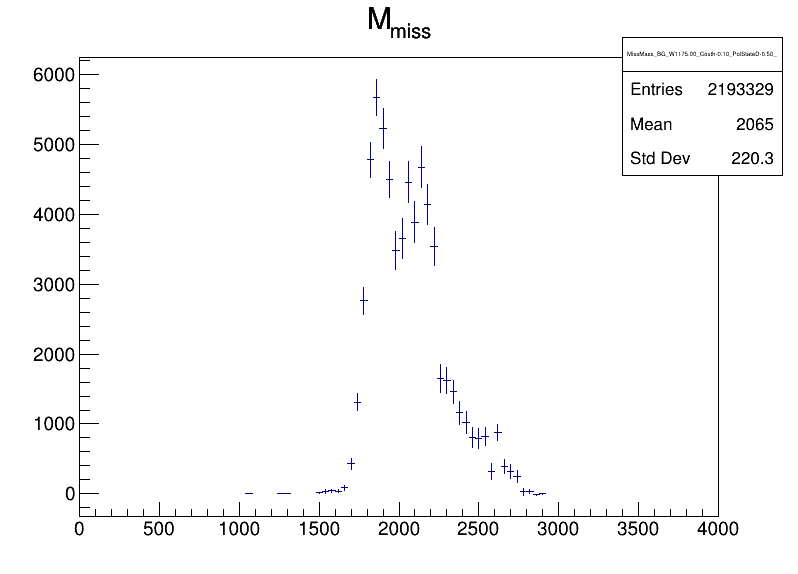 M_miss
MissMass_BG_W1175.00_Costh-0.10_PolStateD-0.50_
Entries 2193329
Mean 2065
Std Dev 220.3
6000
5000
4000
3000
2000
1000
0
0 500 1000 1500 2000 2500 3000 3500 4000